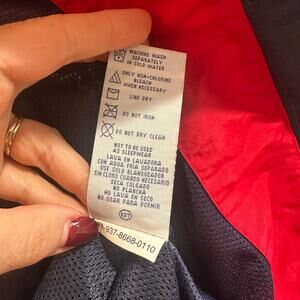 MACHINE WASH
SEPARATELY
IN COLD WATER
ONLY NON-CHLORINE
BLEACH
WHEN NECESSARY
LINE DRY
DO NOT IRON
DO NOT DRY CLEAN
NOT TO BE USED
AS SLEEPWEAR
LAVA EN LAVADORA
CON AGUA FRIA SEPARADO
USE SOLO BLANQUEADOR
SIN CLORO CUANDO NECESARIO
SECA COLGADO
NO PLANCHA
NO LAVA EN SECO
NO USAR PARA DORMIR
127
-937-8668-0110